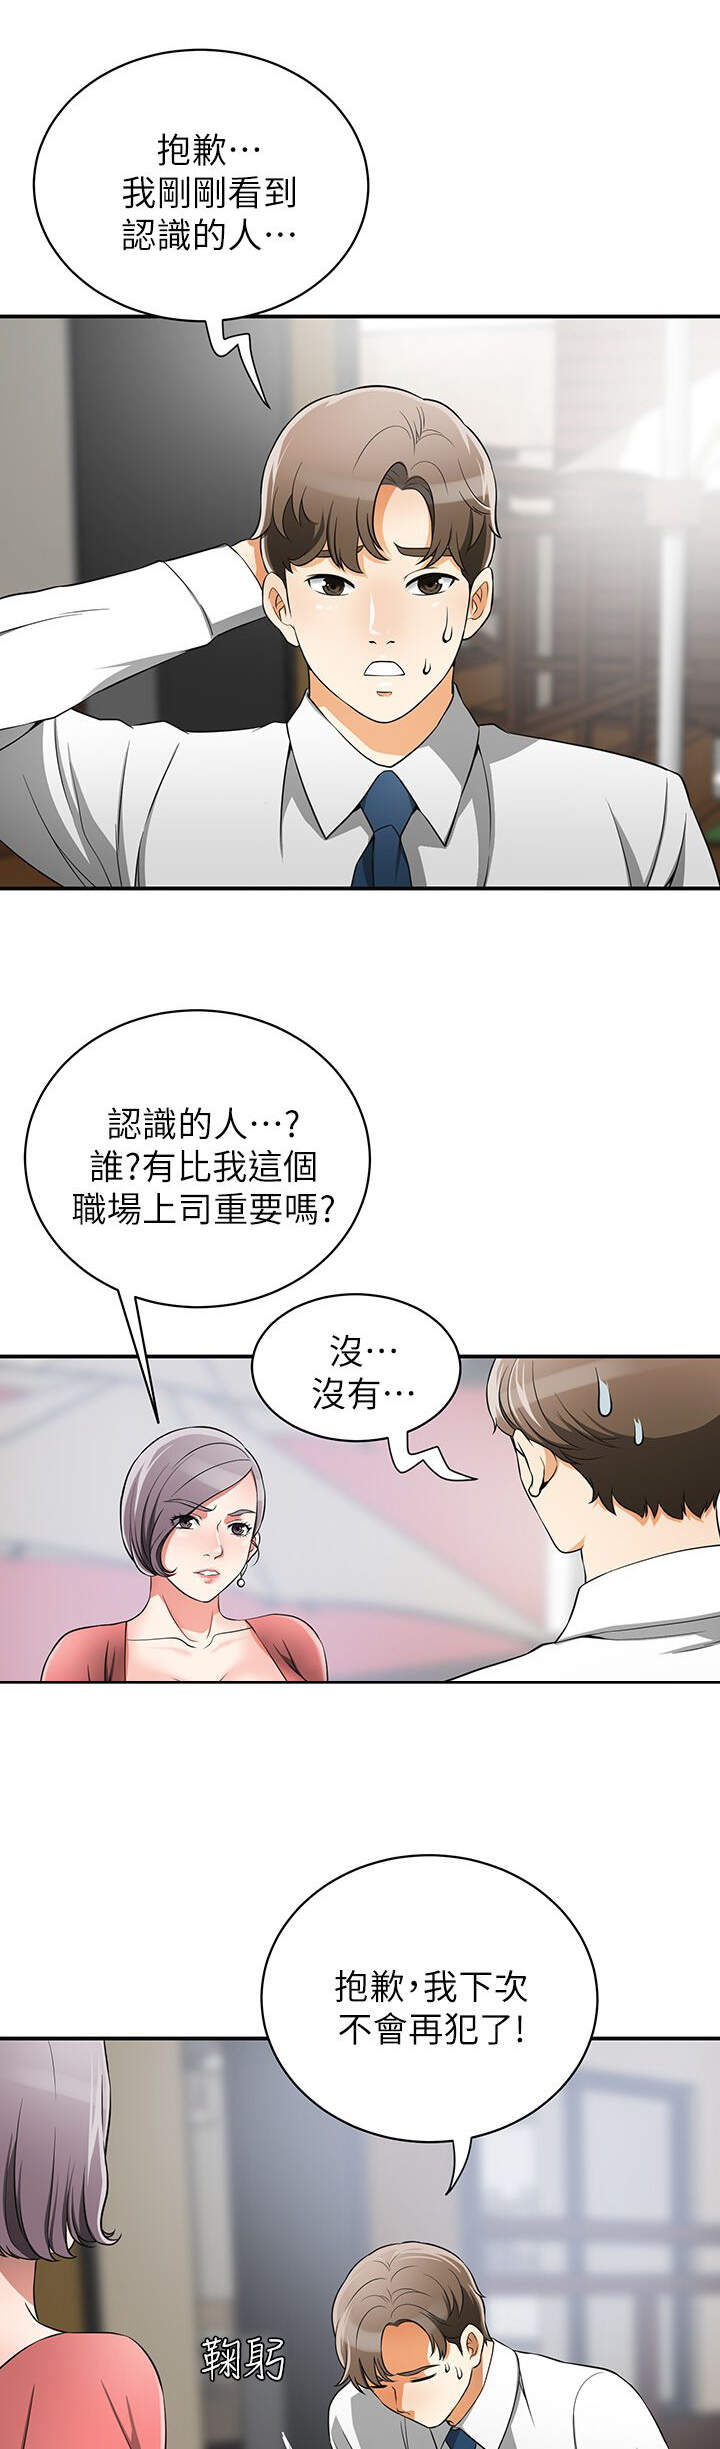 抱歉⋯
我剛剛看到
認識的人⋯
認識的人⋯?
誰?有比我這個
職場上司重要嗎?
沒⋯
沒有⋯
抱歉,我下次
不會再犯了!
鞠躬